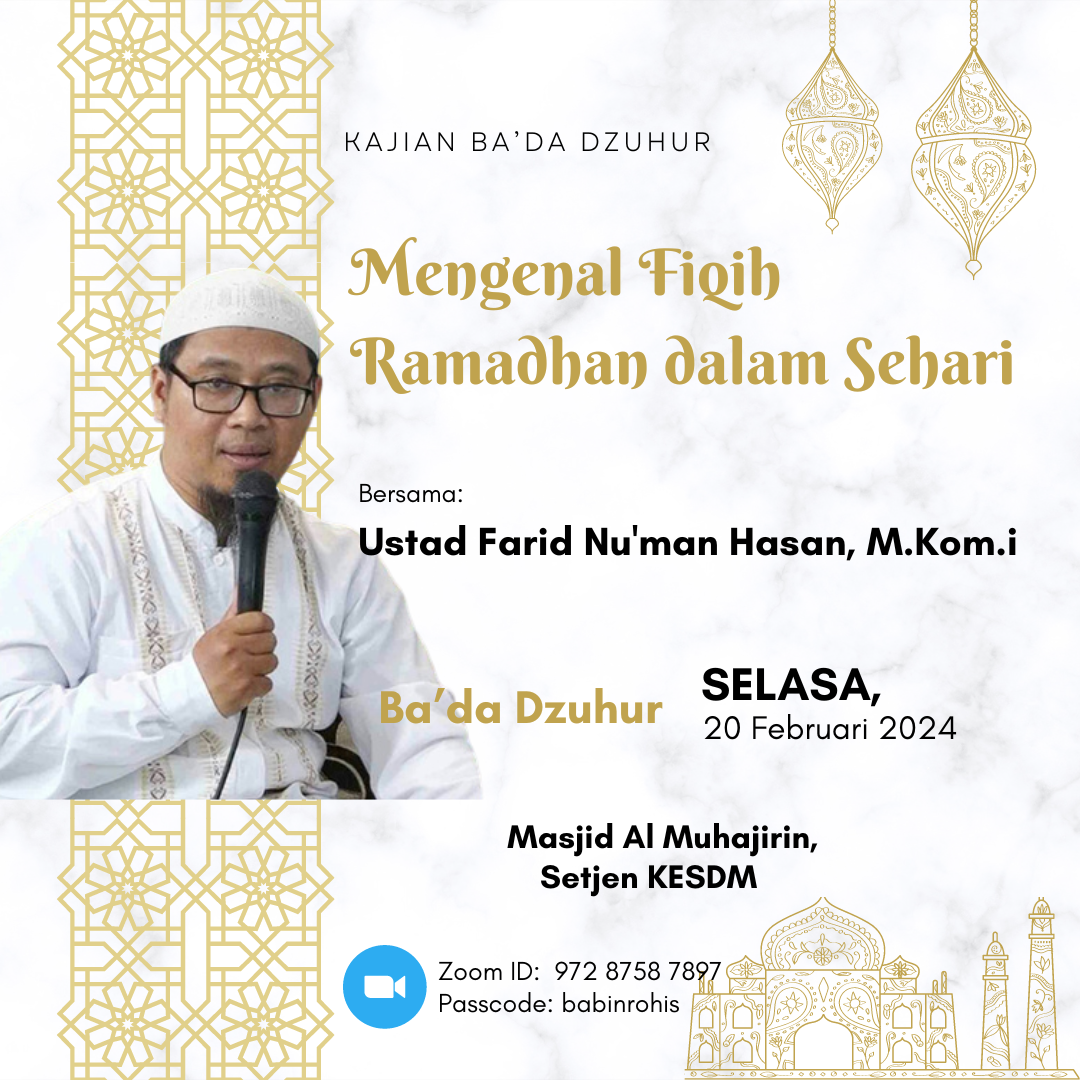 KAJIAN BA’DA DZUHUR
Mengenal Fiqih
Ramadhan dalam Sehari
Bersama:
Ustad Farid Nu'man Hasan, M.Kom.i
Ba’da Dzuhur
SELASA,
20 Februari 2024
Masjid Al Muhajirin,
Setjen KESDM
Zoom ID: 972 8758 7897
Passcode: babinrohis